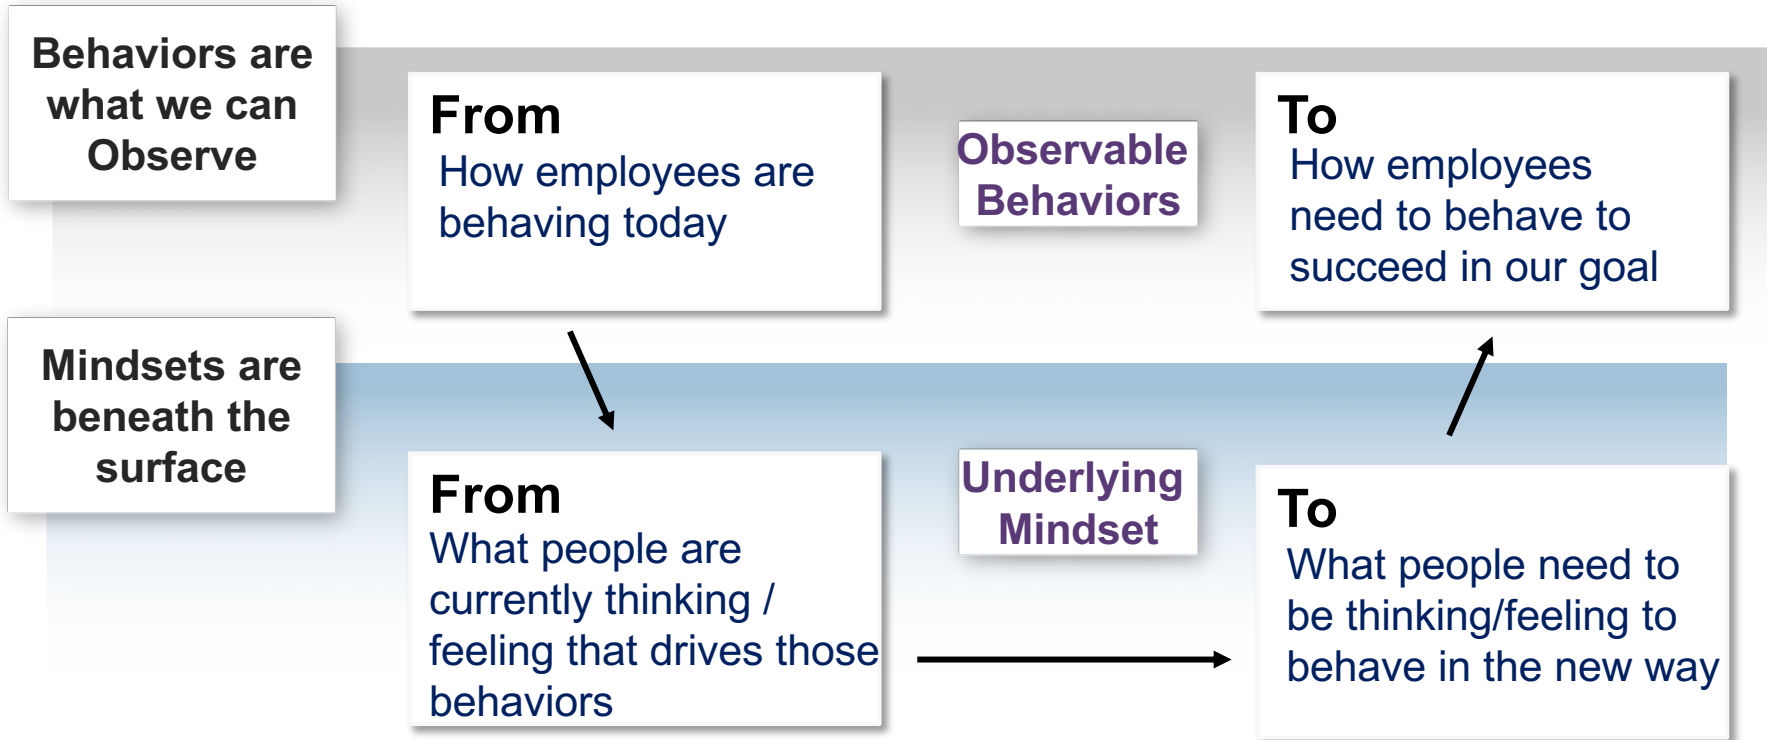 Behaviors are
what we can
Observe
From
How employees are
behaving today
Observable
Behaviors
To
How employees
need to behave to
succeed in our goal
Mindsets are
beneath the
surface
From
What people are
currently thinking /
feeling that drives those
behaviors
Underlying
Mindset
To
What people need to
be thinking/feeling to
behave in the new way